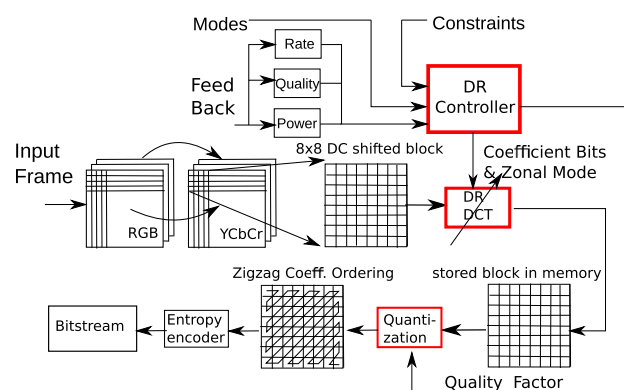 Modes
Constraints
Rate
Feed
Back
Quality
Power
DR
Controller
Input
Frame
8x8 DC shifted block
Coefficient Bits
& Zonal Mode
RGB
YCbCr
DR
DCT
Zigzag Coeff. Ordering
stored block in memory
Bitstream
Entropy
encoder
Quanti-
zation
Quality Factor